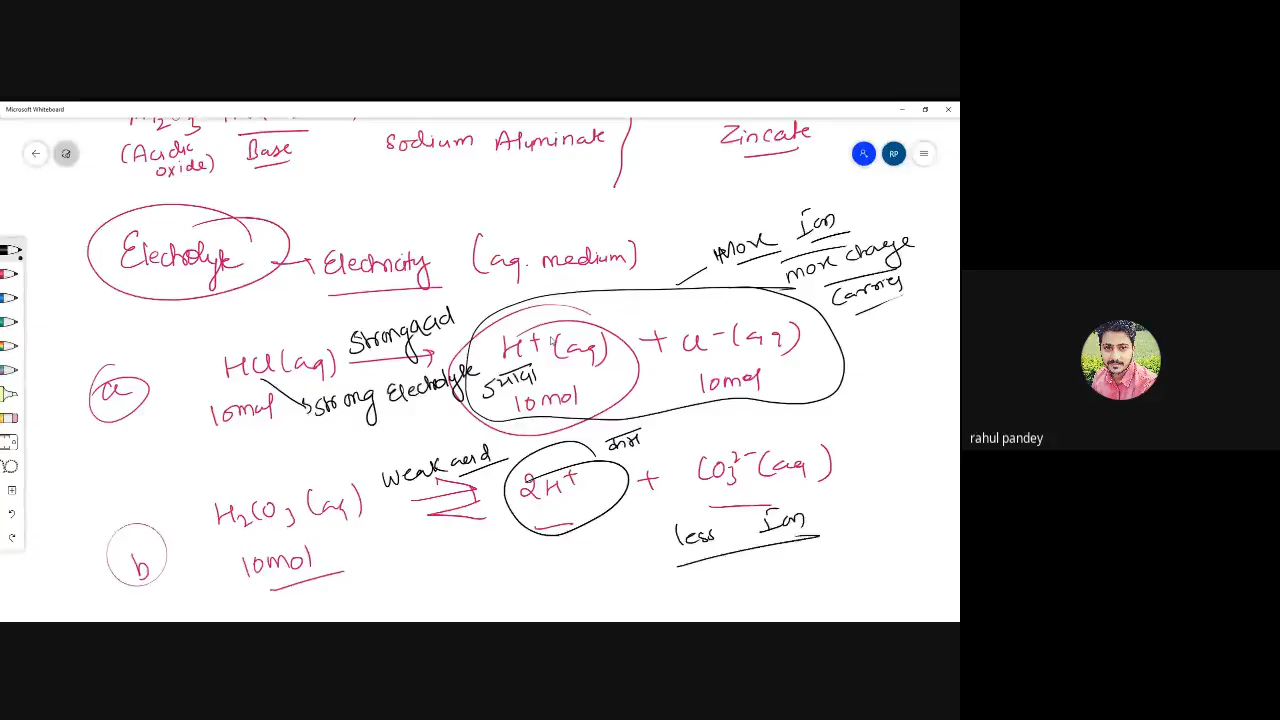 Microsoft Whiteboard
(Acidic oxide) Base
Sodium Aluminate
Zincate
RP
Electrolyte → Electricity (aq. medium)
More Ion
more charge
Carries
HCl(aq) Strong acid → H+(aq) + Cl-(aq)
10mol Strong Electrolyte ज्यादा 10mol 10mol
a
H2CO3(aq) Weak acid ⇌ 2H+ कम + CO3^2-(aq)
10mol less Ion
b
rahul pandey